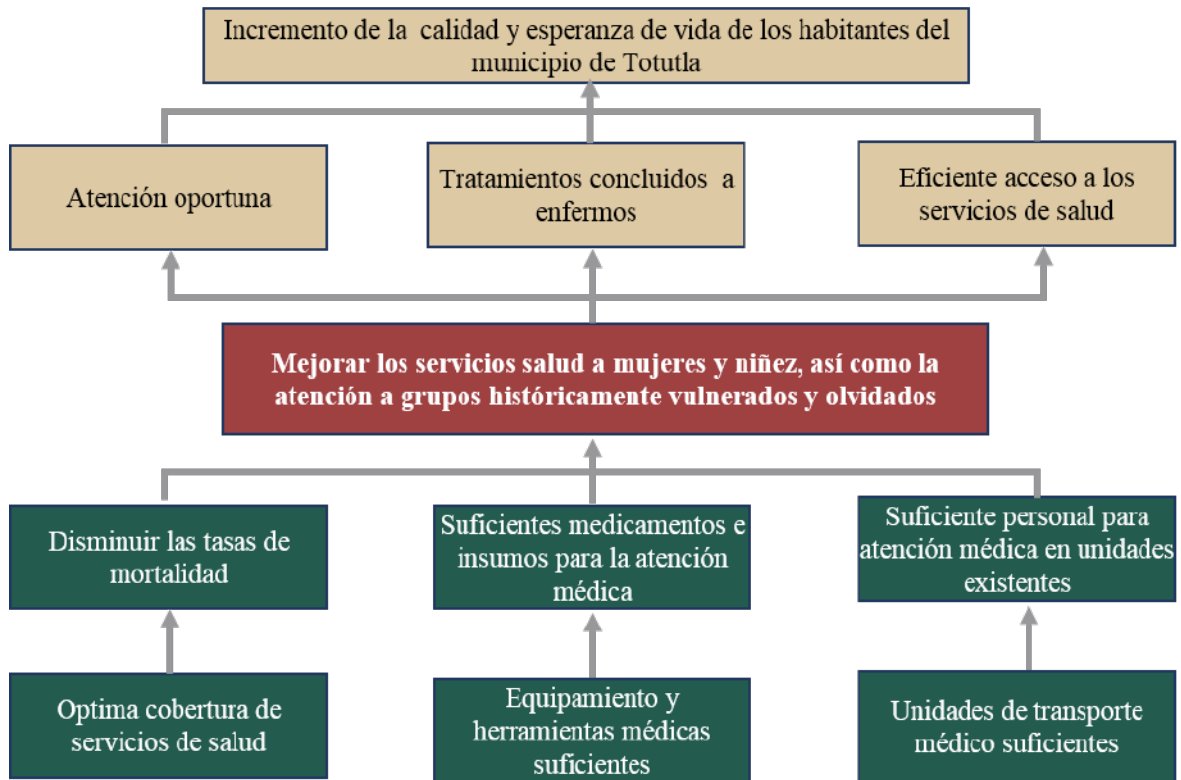 Incremento de la calidad y esperanza de vida de los habitantes del
municipio de Totutla
Atención oportuna
Tratamientos concluidos a
enfermos
Eficiente acceso a los
servicios de salud
Mejorar los servicios salud a mujeres y niñez, así como la
atención a grupos históricamente vulnerados y olvidados
Disminuir las tasas de
mortalidad
Suficientes medicamentos e
insumos para la atención
médica
Suficiente personal para
atención médica en unidades
existentes
Optima cobertura de
servicios de salud
Equipamiento y
herramientas médicas
suficientes
Unidades de transporte
médico suficientes